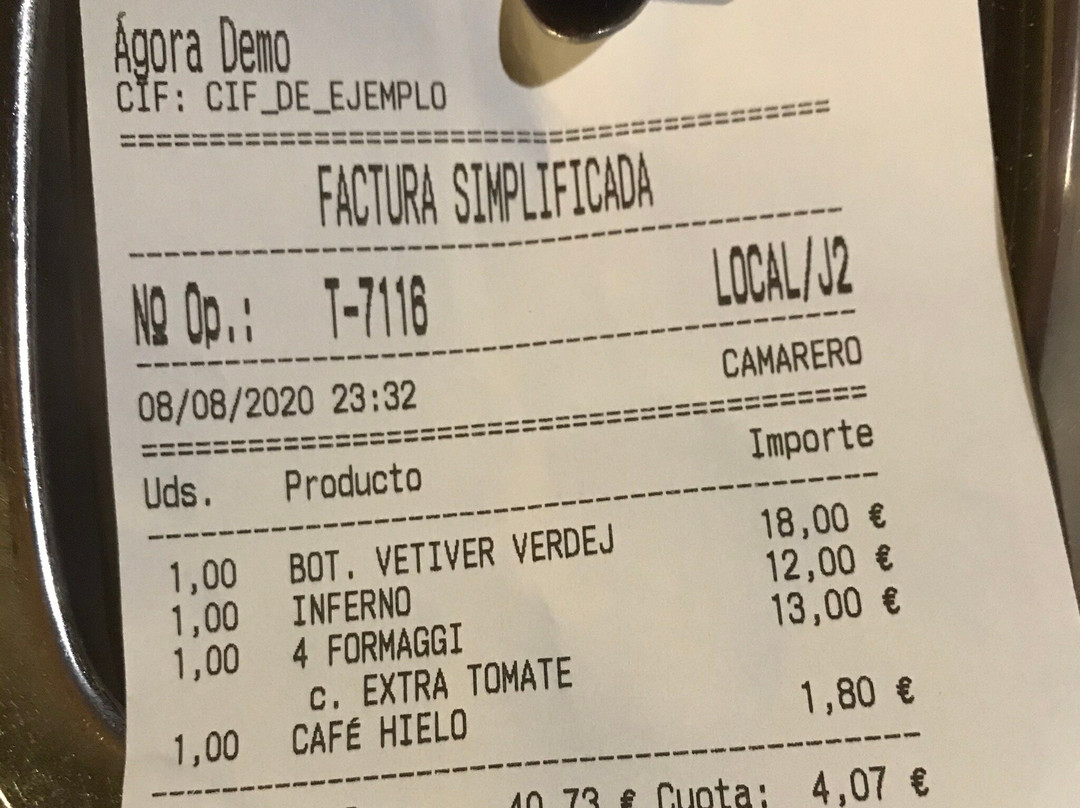 Ágora Demo
CIF: CIF_DE_EJEMPLO
==========================================
FACTURA SIMPLIFICADA
------------------------------------------
Nº Op.: T-7116 LOCAL/J2
------------------------------------------
08/08/2020 23:32 CAMARERO
==========================================
Uds. Producto Importe
------------------------------------------
1,00 BOT. VETIVER VERDEJ 18,00 €
1,00 INFERNO 12,00 €
1,00 4 FORMAGGI 13,00 €
c. EXTRA TOMATE
1,00 CAFÉ HIELO 1,80 €
------------------------------------------
40,73 € Cuota: 4,07 €